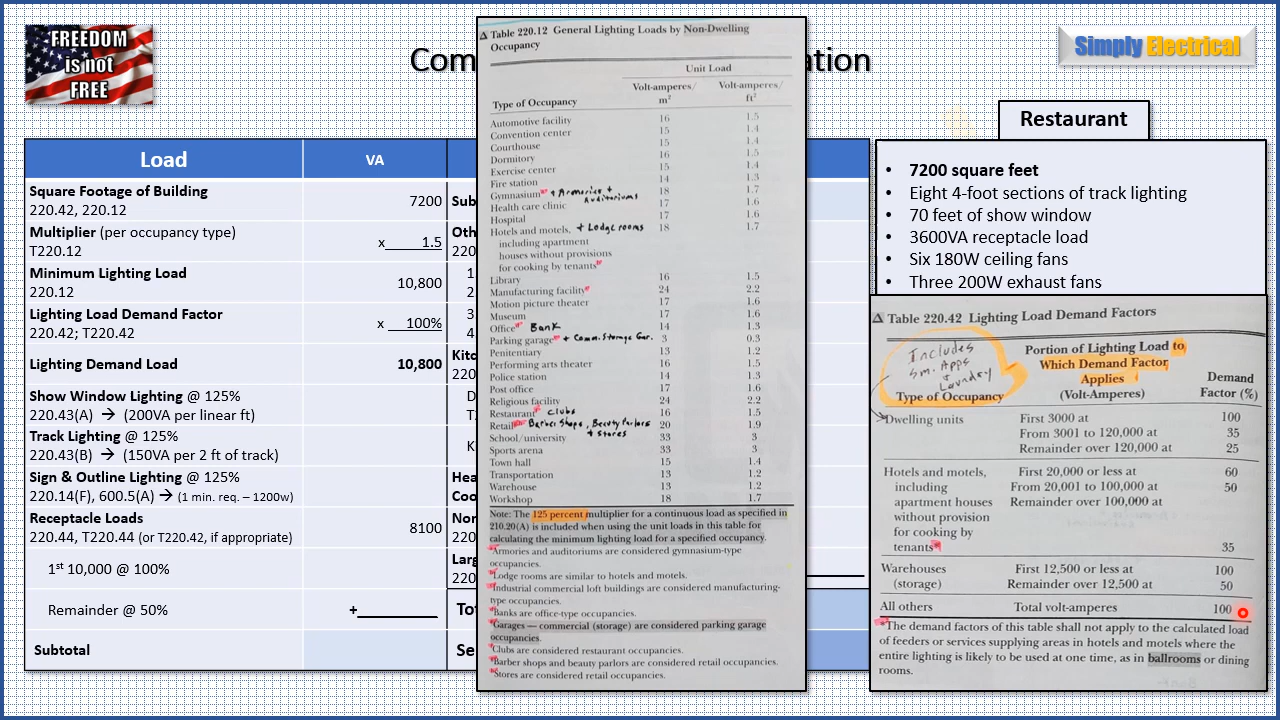 FREEDOM
is not
FREE
Com
ation
Simply Electrical
Restaurant
Load
VA
Square Footage of Building
220.42, 220.12
7200
Sub
Multiplier (per occupancy type)
T220.12
x 1.5
Oth
220
Minimum Lighting Load
220.12
10,800
1
2
Lighting Load Demand Factor
220.42; T220.42
x 100%
3
4
Lighting Demand Load
10,800
Kitc
220
Show Window Lighting @ 125%
220.43(A) → (200VA per linear ft)
D
T.
Track Lighting @ 125%
220.43(B) → (150VA per 2 ft of track)
K
Sign & Outline Lighting @ 125%
220.14(F), 600.5(A) → (1 min. req. – 1200w)
Hea
Coo
Receptacle Loads
220.44, T220.44 (or T220.42, if appropriate)
8100
Non
220
1st 10,000 @ 100%
Larg
220
Remainder @ 50%
+
Tot
Subtotal
Se
Δ Table 220.12 General Lighting Loads by Non-Dwelling
Occupancy
Unit Load
Type of Occupancy
Volt-amperes/
m²
Volt-amperes/
ft²
Automotive facility 16 1.5
Convention center 15 1.4
Courthouse 15 1.4
Dormitory 16 1.5
Exercise center 15 1.4
Fire station 14 1.3
Gymnasium + Armories + Auditoriums 18 1.7
Health care clinic 17 1.6
Hospital 17 1.6
Hotels and motels, + Lodge rooms 18 1.7
including apartment
houses without provisions
for cooking by tenants
Library 16 1.5
Manufacturing facility 24 2.2
Motion picture theater 17 1.6
Museum 17 1.6
Office Bank 14 1.3
Parking garage + Comm. Storage Gar. 3 0.3
Penitentiary 13 1.2
Performing arts theater 16 1.5
Police station 14 1.3
Post office 17 1.6
Religious facility 24 2.2
Restaurant Clubs 16 1.5
Retail Barber Shops, Beauty Parlors + stores 20 1.9
School/university 33 3
Sports arena 33 3
Town hall 15 1.4
Transportation 13 1.2
Warehouse 13 1.2
Workshop 18 1.7
Note: The 125 percent multiplier for a continuous load as specified in
210.20(A) is included when using the unit loads in this table for
calculating the minimum lighting load for a specified occupancy.
Armories and auditoriums are considered gymnasium-type
occupancies.
Lodge rooms are similar to hotels and motels.
Industrial commercial loft buildings are considered manufacturing-
type occupancies.
Banks are office-type occupancies.
Garages — commercial (storage) are considered parking garage
occupancies.
Clubs are considered restaurant occupancies.
Barber shops and beauty parlors are considered retail occupancies.
Stores are considered retail occupancies.
• 7200 square feet
• Eight 4-foot sections of track lighting
• 70 feet of show window
• 3600VA receptacle load
• Six 180W ceiling fans
• Three 200W exhaust fans
Δ Table 220.42 Lighting Load Demand Factors
Includes
Sm. Apps
+ Laundry
Type of Occupancy
Portion of Lighting Load to
Which Demand Factor
Applies
(Volt-Amperes)
Demand
Factor (%)
Dwelling units First 3000 at 100
From 3001 to 120,000 at 35
Remainder over 120,000 at 25
Hotels and motels, First 20,000 or less at 60
including From 20,001 to 100,000 at 50
apartment houses Remainder over 100,000 at
without provision
for cooking by
tenants* 35
Warehouses First 12,500 or less at 100
(storage) Remainder over 12,500 at 50
All others Total volt-amperes 100
*The demand factors of this table shall not apply to the calculated load
of feeders or services supplying areas in hotels and motels where the
entire lighting is likely to be used at one time, as in ballrooms or dining
rooms.